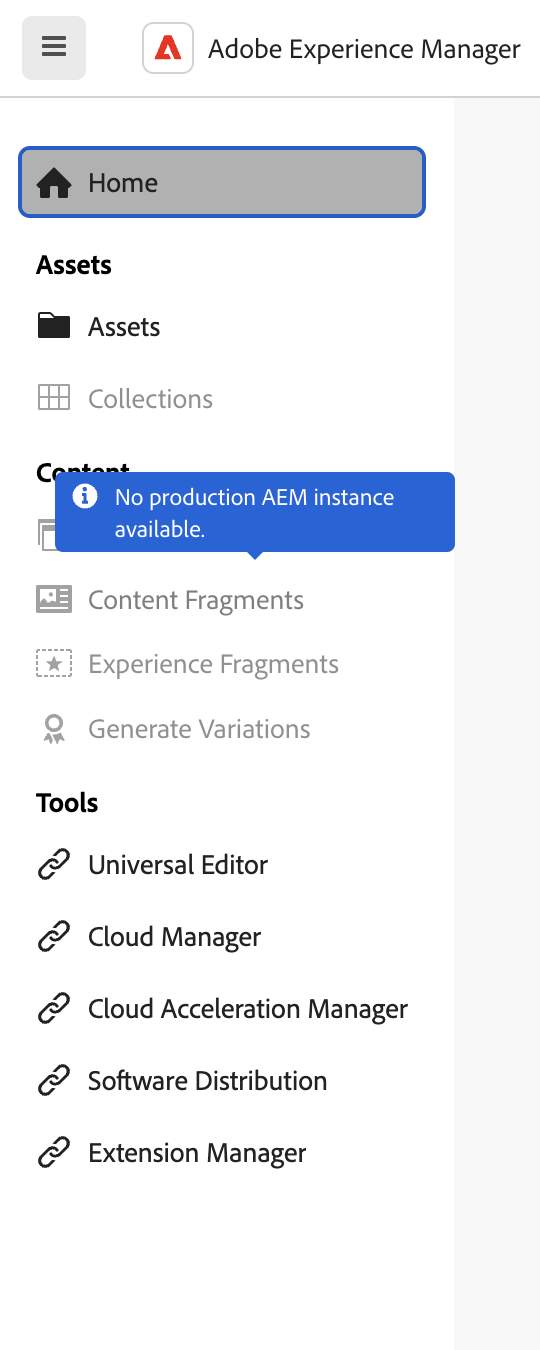 Adobe Experience Manager
Home
Assets
Assets
Collections
Content
No production AEM instance
available.
Content Fragments
Experience Fragments
Generate Variations
Tools
Universal Editor
Cloud Manager
Cloud Acceleration Manager
Software Distribution
Extension Manager